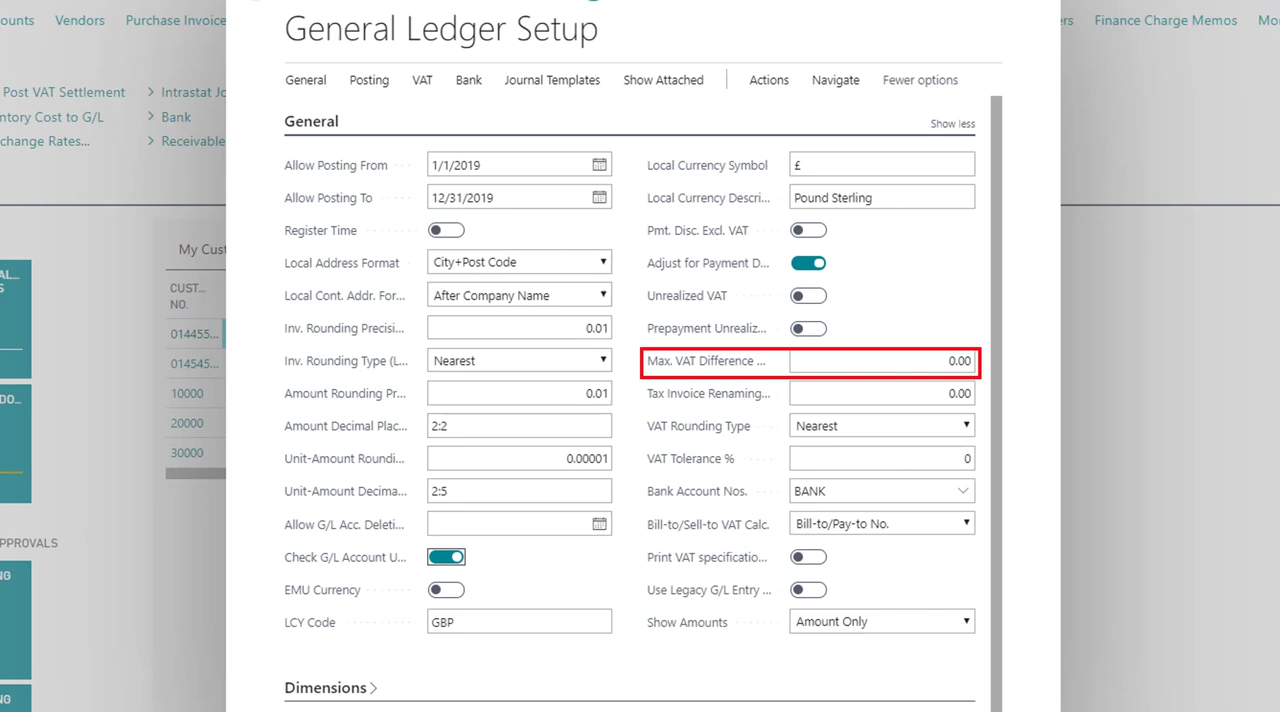 ounts Vendors Purchase Invoice
ers Finance Charge Memos Mo
General Ledger Setup
General Posting VAT Bank Journal Templates Show Attached Actions Navigate Fewer options
Post VAT Settlement
ntory Cost to G/L
change Rates...
> Intrastat Jo
> Bank
> Receivable
General
Show less
Allow Posting From 1/1/2019
Allow Posting To 12/31/2019
Register Time
Local Address Format City+Post Code
Local Cont. Addr. For... After Company Name
Inv. Rounding Precisi... 0.01
Inv. Rounding Type (L... Nearest
Amount Rounding Pr... 0.01
Amount Decimal Plac... 2:2
Unit-Amount Roundi... 0.00001
Unit-Amount Decima... 2:5
Allow G/L Acc. Deleti...
Check G/L Account U...
EMU Currency
LCY Code GBP
Local Currency Symbol £
Local Currency Descri... Pound Sterling
Pmt. Disc. Excl. VAT
Adjust for Payment D...
Unrealized VAT
Prepayment Unrealiz...
Max. VAT Difference ... 0.00
Tax Invoice Renaming... 0.00
VAT Rounding Type Nearest
VAT Tolerance % 0
Bank Account Nos. BANK
Bill-to/Sell-to VAT Calc. Bill-to/Pay-to No.
Print VAT specificatio...
Use Legacy G/L Entry ...
Show Amounts Amount Only
Dimensions >
My Cust
CUST...
NO.
014455...
014545...
10000
20000
30000
AL...
S
DO...
PPROVALS
NG
NG